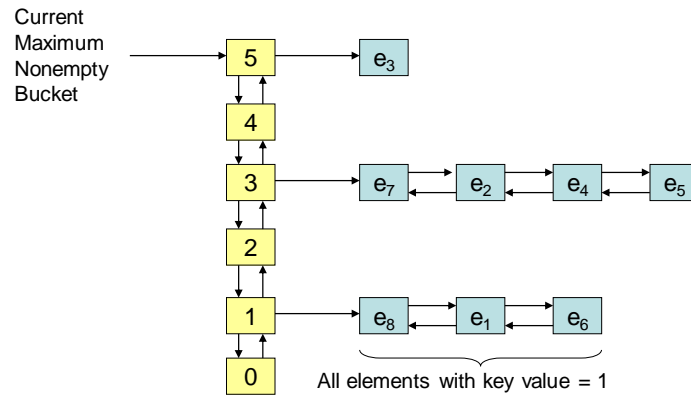 Current
Maximum
Nonempty
Bucket
5
e₃
4
3
e₇ e₂ e₄ e₅
2
1
e₈ e₁ e₆
0
All elements with key value = 1